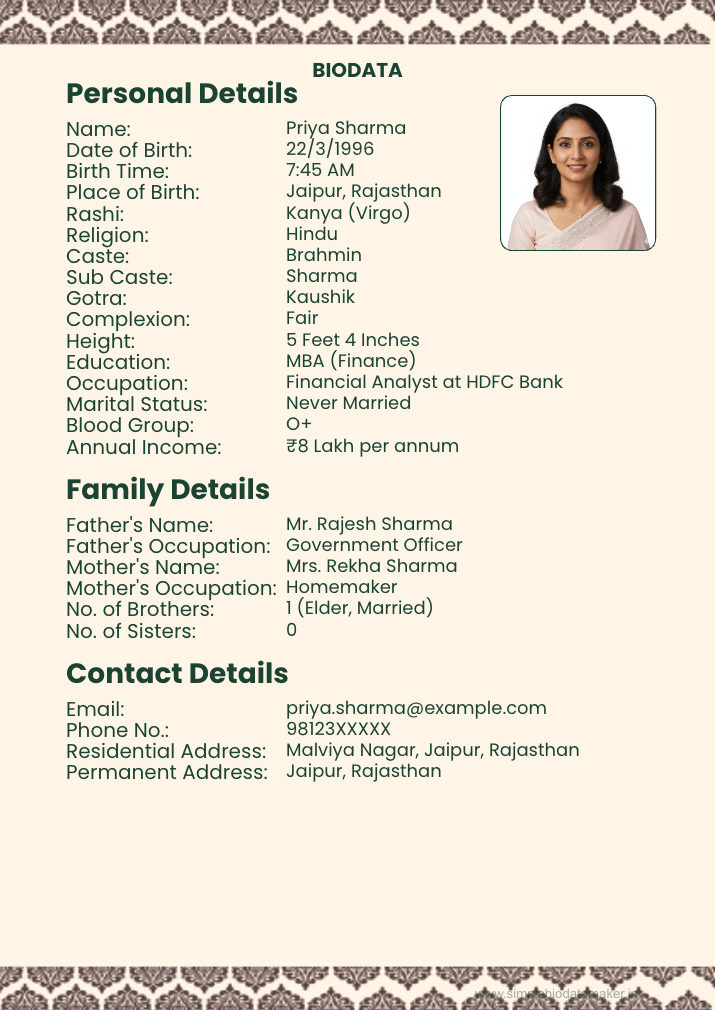 BIODATA
Personal Details
Name: Priya Sharma
Date of Birth: 22/3/1996
Birth Time: 7:45 AM
Place of Birth: Jaipur, Rajasthan
Rashi: Kanya (Virgo)
Religion: Hindu
Caste: Brahmin
Sub Caste: Sharma
Gotra: Kaushik
Complexion: Fair
Height: 5 Feet 4 Inches
Education: MBA (Finance)
Occupation: Financial Analyst at HDFC Bank
Marital Status: Never Married
Blood Group: O+
Annual Income: ₹8 Lakh per annum
Family Details
Father's Name: Mr. Rajesh Sharma
Father's Occupation: Government Officer
Mother's Name: Mrs. Rekha Sharma
Mother's Occupation: Homemaker
No. of Brothers: 1 (Elder, Married)
No. of Sisters: 0
Contact Details
Email: priya.sharma@example.com
Phone No.: 98123XXXXX
Residential Address: Malviya Nagar, Jaipur, Rajasthan
Permanent Address: Jaipur, Rajasthan